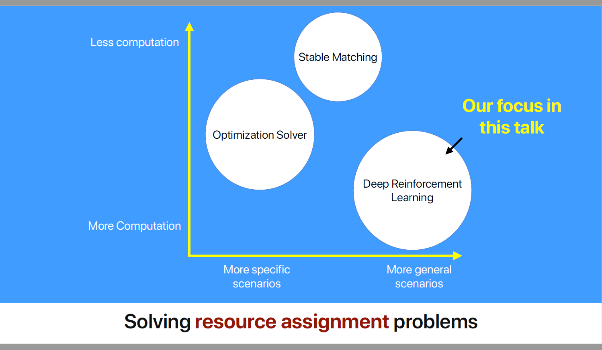 Less computation
Stable Matching
Our focus in
this talk
Optimization Solver
Deep Reinforcement
Learning
More Computation
More specific
scenarios
More general
scenarios
Solving resource assignment problems